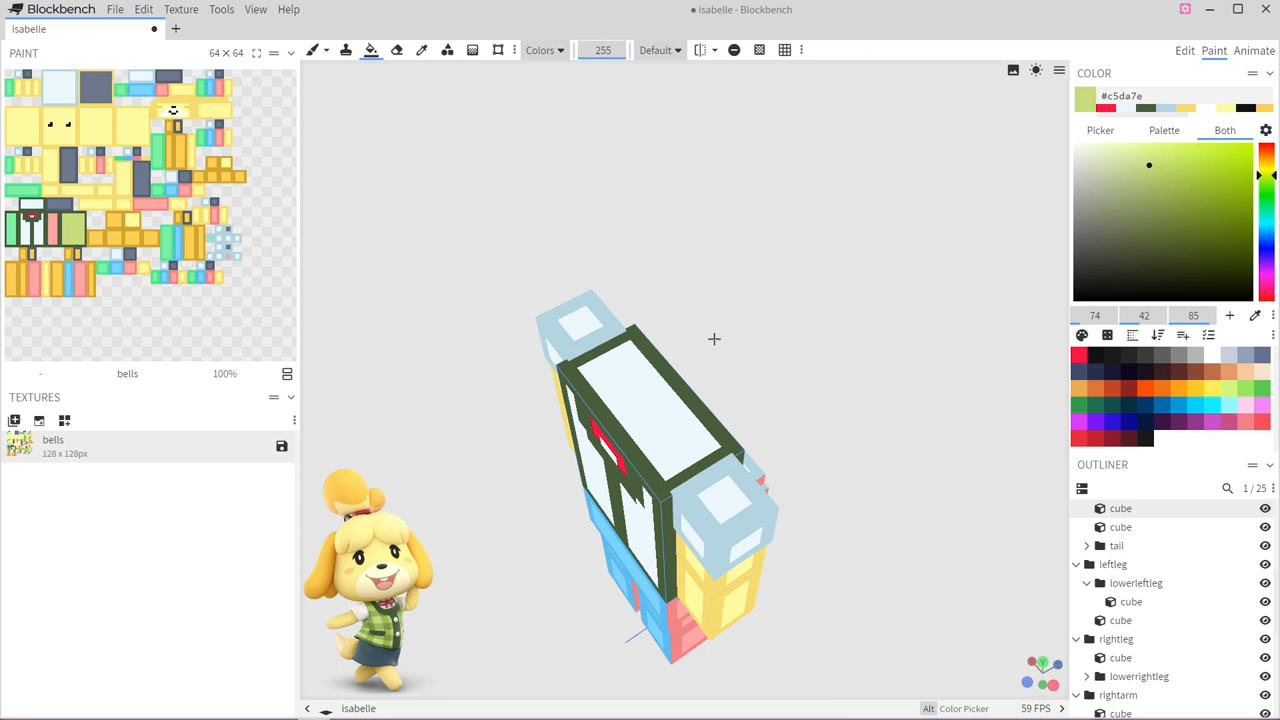 Blockbench File Edit Texture Tools View Help
isabelle - Blockbench
isabelle
PAINT 64 × 64
Colors 255 Default
Edit Paint Animate
COLOR
#c5da7e
Picker Palette Both
74 42 85
- bells 100%
TEXTURES
bells
128 x 128px
OUTLINER
1 / 25
cube
cube
tail
leftleg
lowerleftleg
cube
cube
rightleg
cube
lowerrightleg
rightarm
cube
isabelle
Alt Color Picker 59 FPS